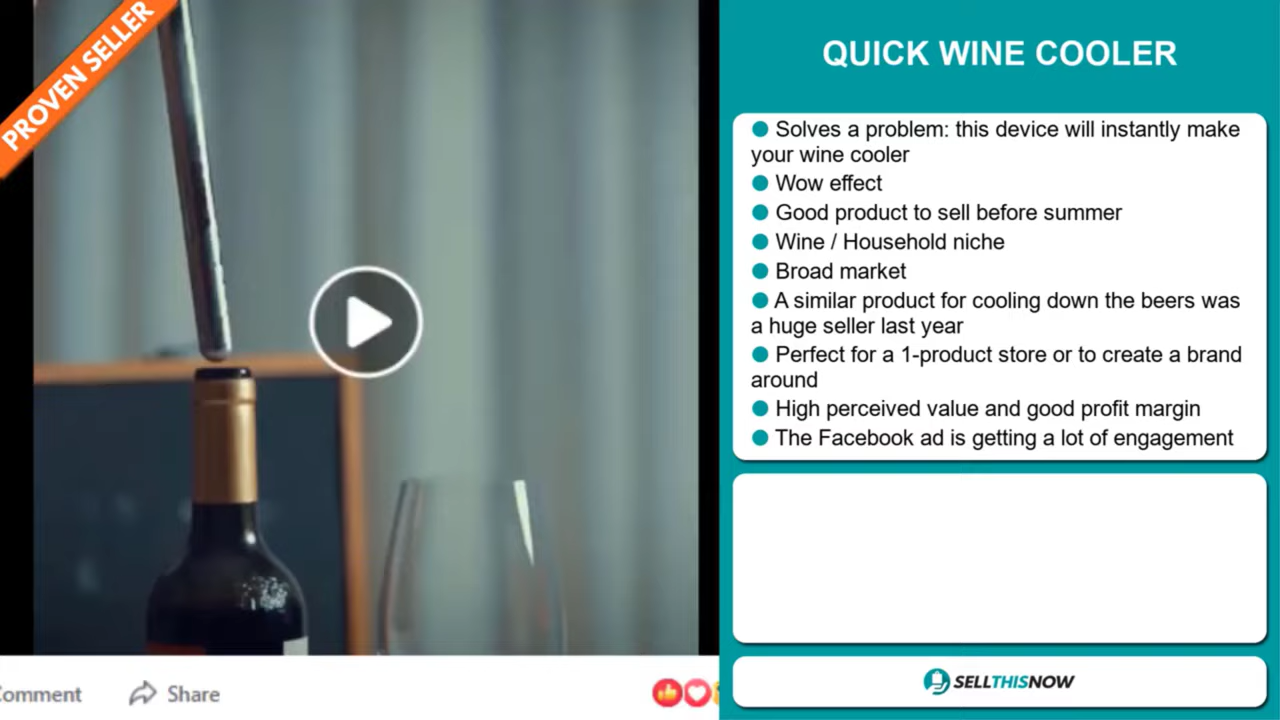 PROVEN SELLER
QUICK WINE COOLER
● Solves a problem: this device will instantly make
your wine cooler
● Wow effect
● Good product to sell before summer
● Wine / Household niche
● Broad market
● A similar product for cooling down the beers was
a huge seller last year
● Perfect for a 1-product store or to create a brand
around
● High perceived value and good profit margin
● The Facebook ad is getting a lot of engagement
omment
Share
SELLTHISNOW